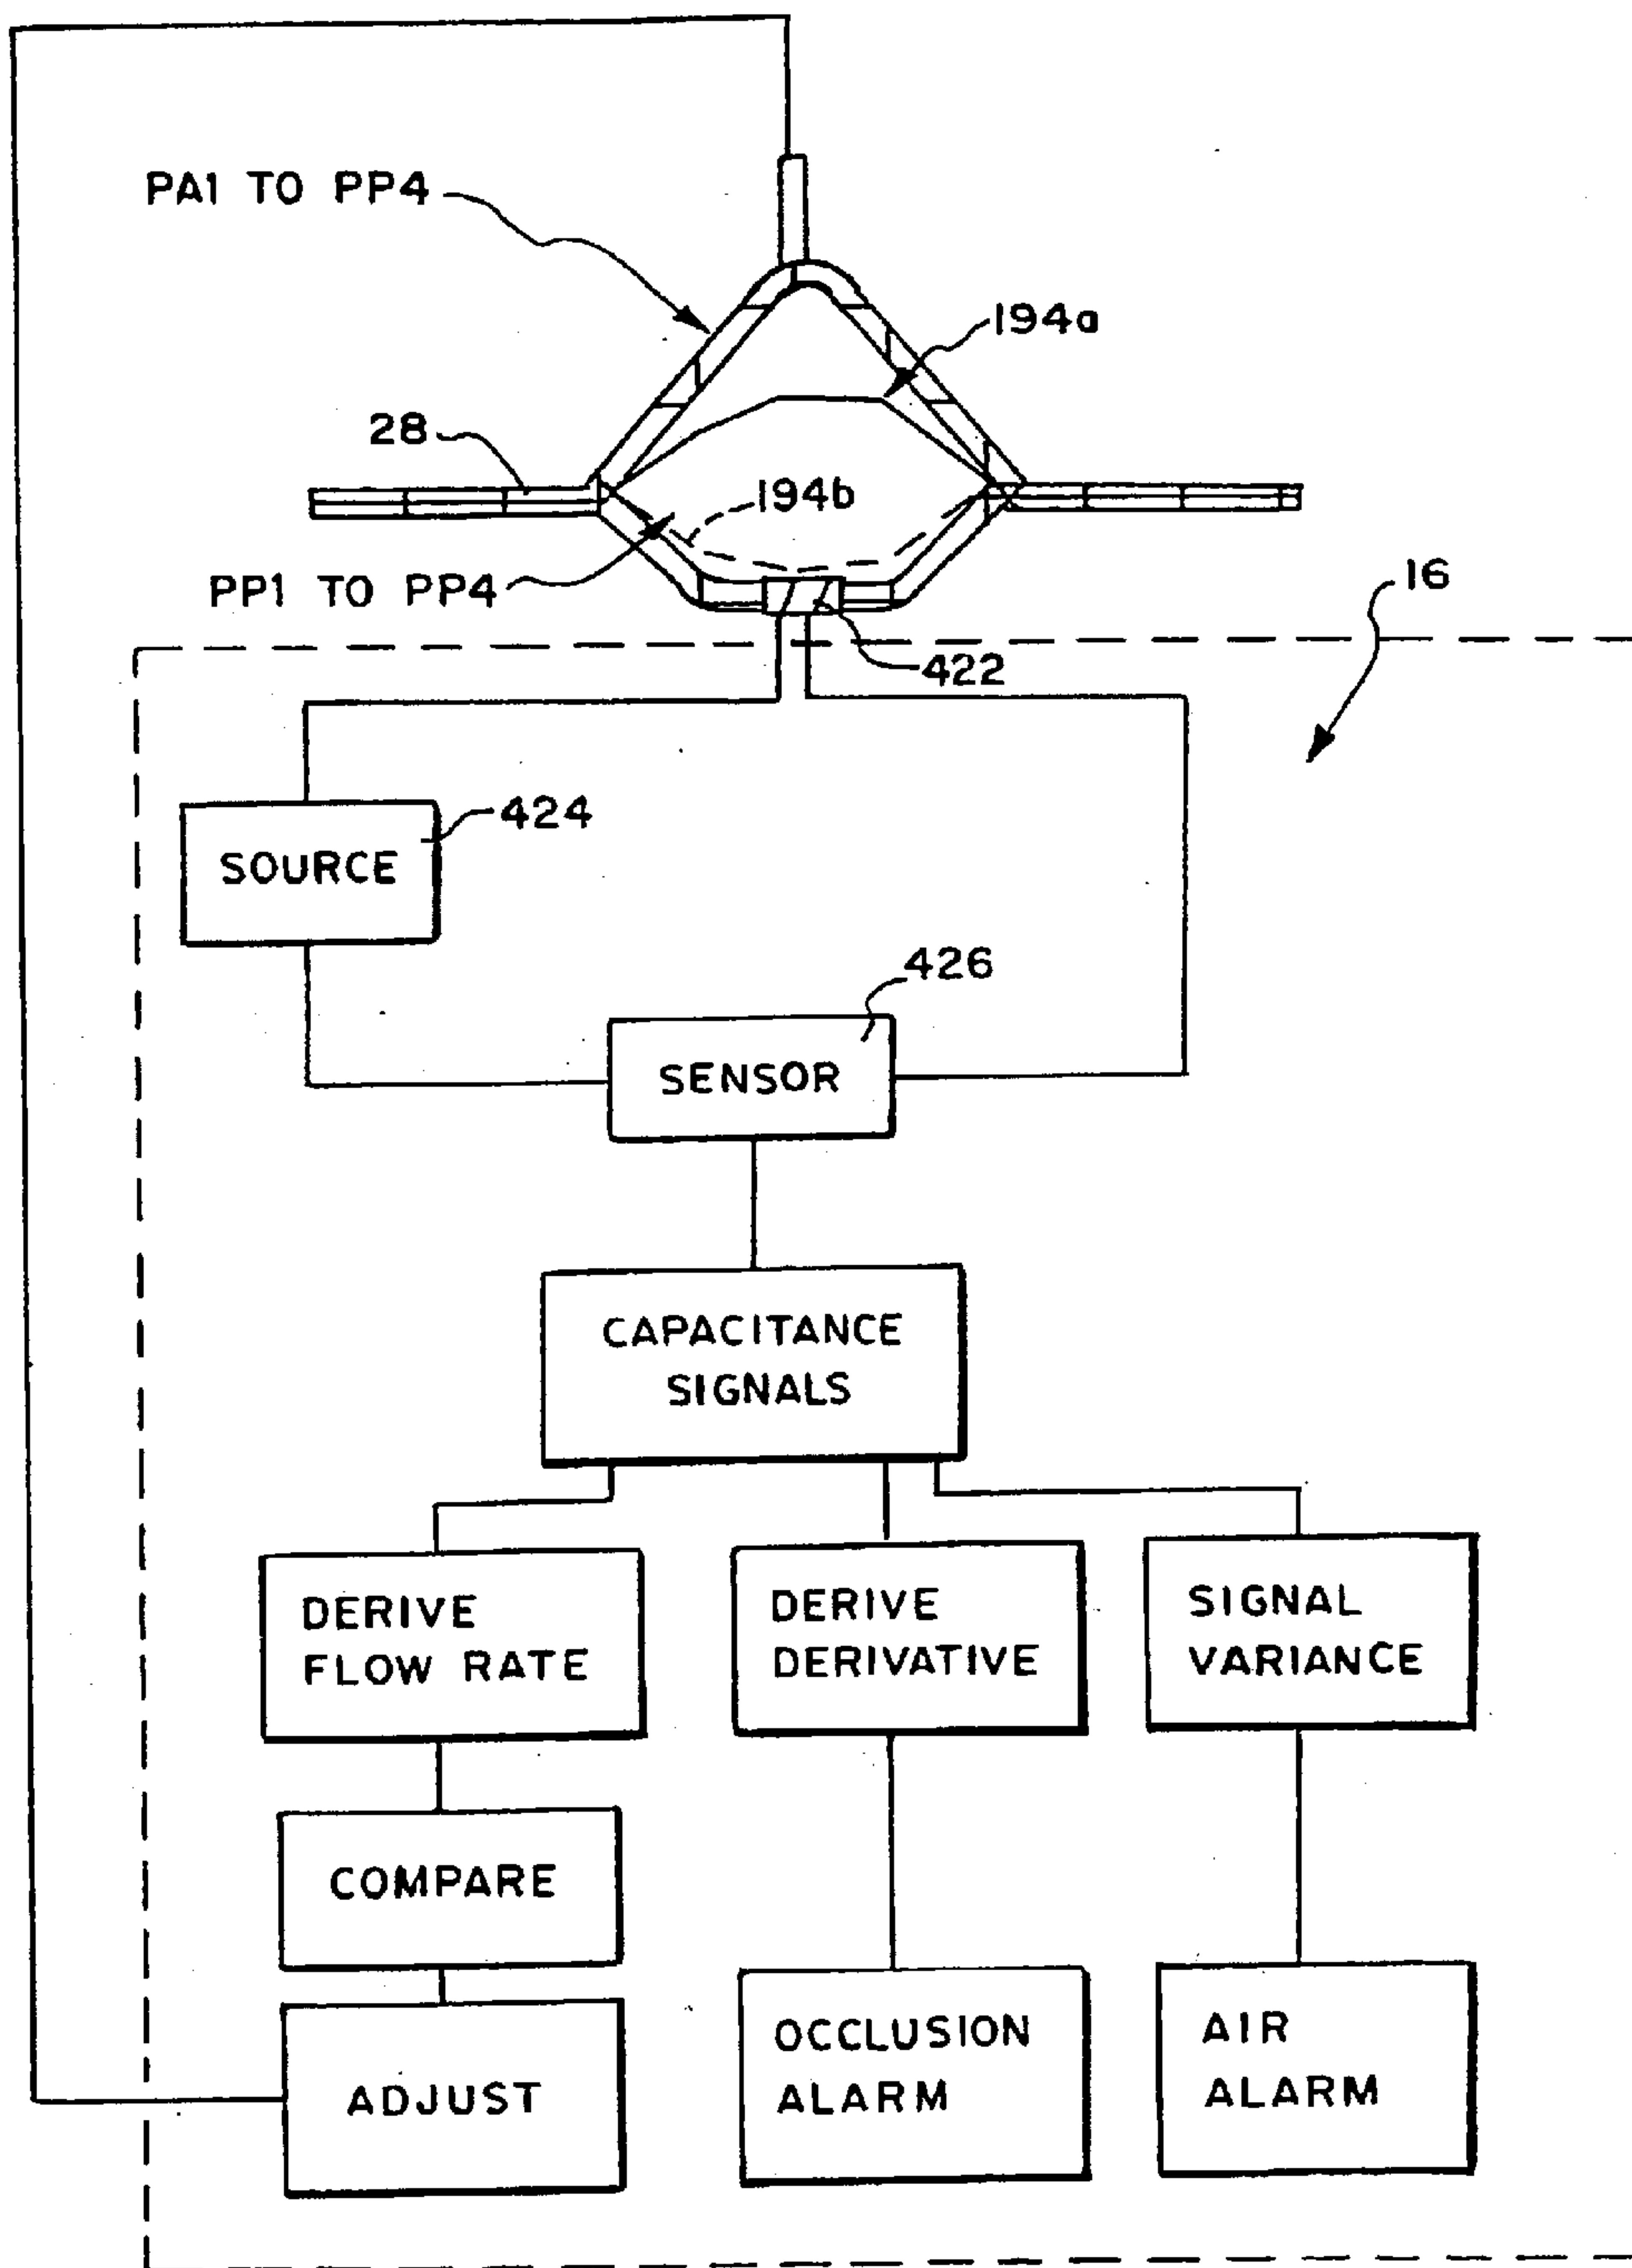 PA1 TO PP4
194a
28
194b
PP1 TO PP4
16
422
424
SOURCE
426
SENSOR
CAPACITANCE
SIGNALS
DERIVE
FLOW RATE
DERIVE
DERIVATIVE
SIGNAL
VARIANCE
COMPARE
ADJUST
OCCLUSION
ALARM
AIR
ALARM